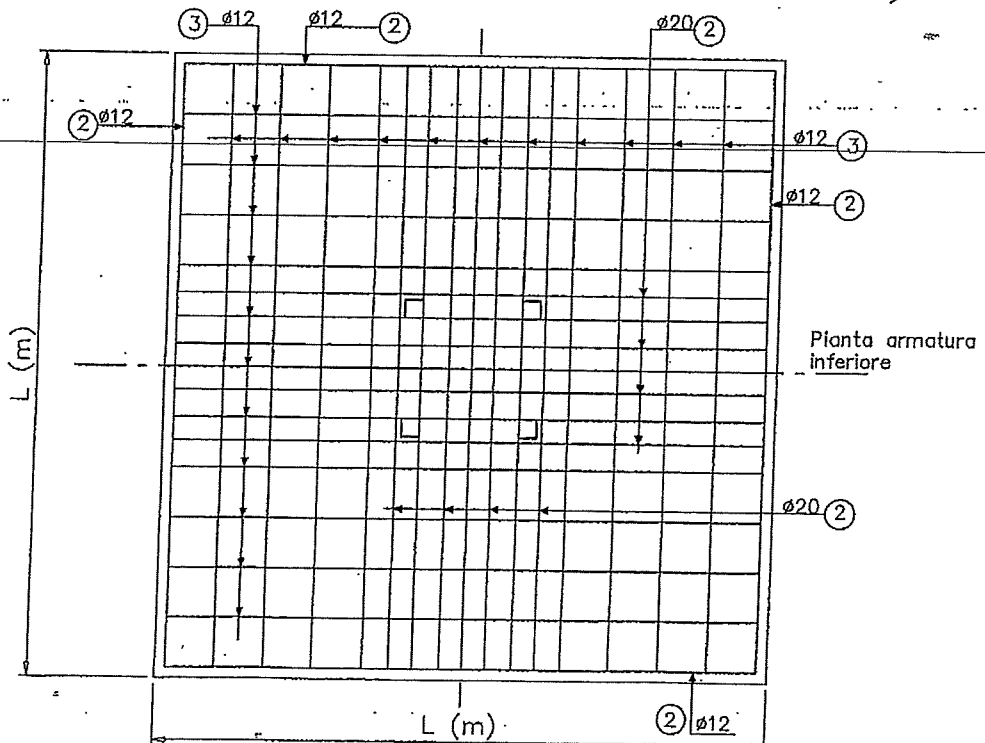 ③ ø12
ø12 ②
ø20 ②
② ø12
ø12 ③
ø12 ②
L (m)
Pianta armatura
inferiore
ø20 ②
L (m)
② ø12